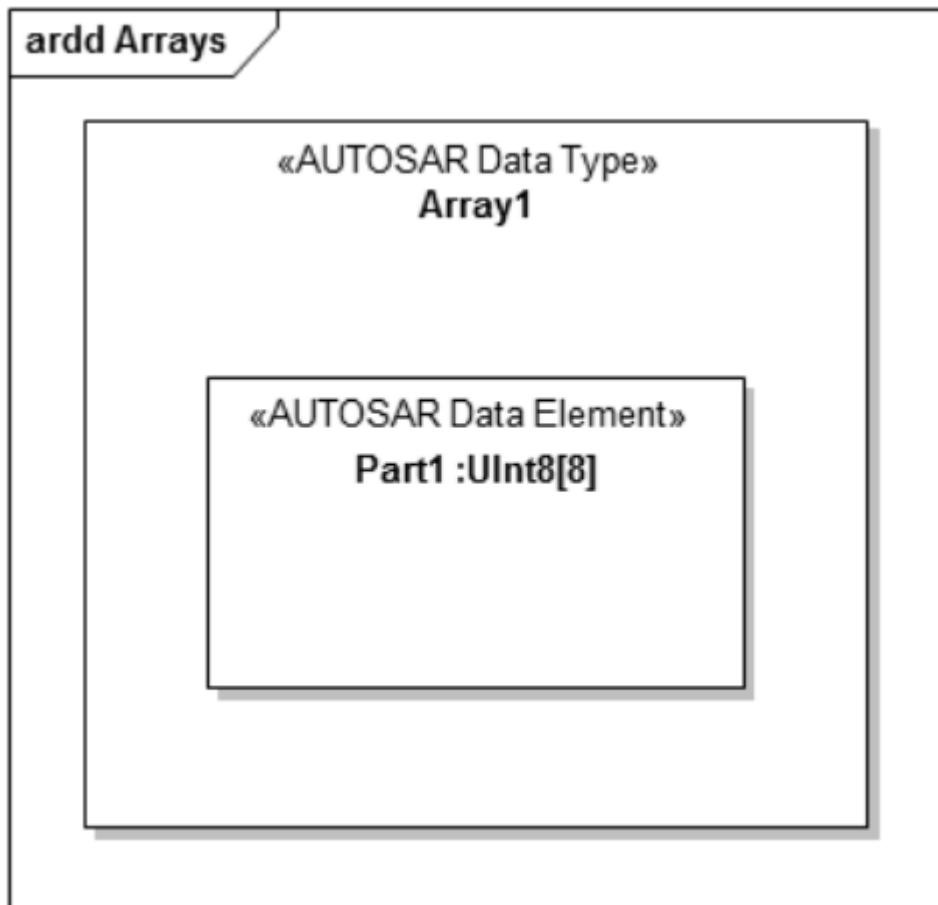 ardd Arrays
«AUTOSAR Data Type»
Array1
«AUTOSAR Data Element»
Part1 :UInt8[8]